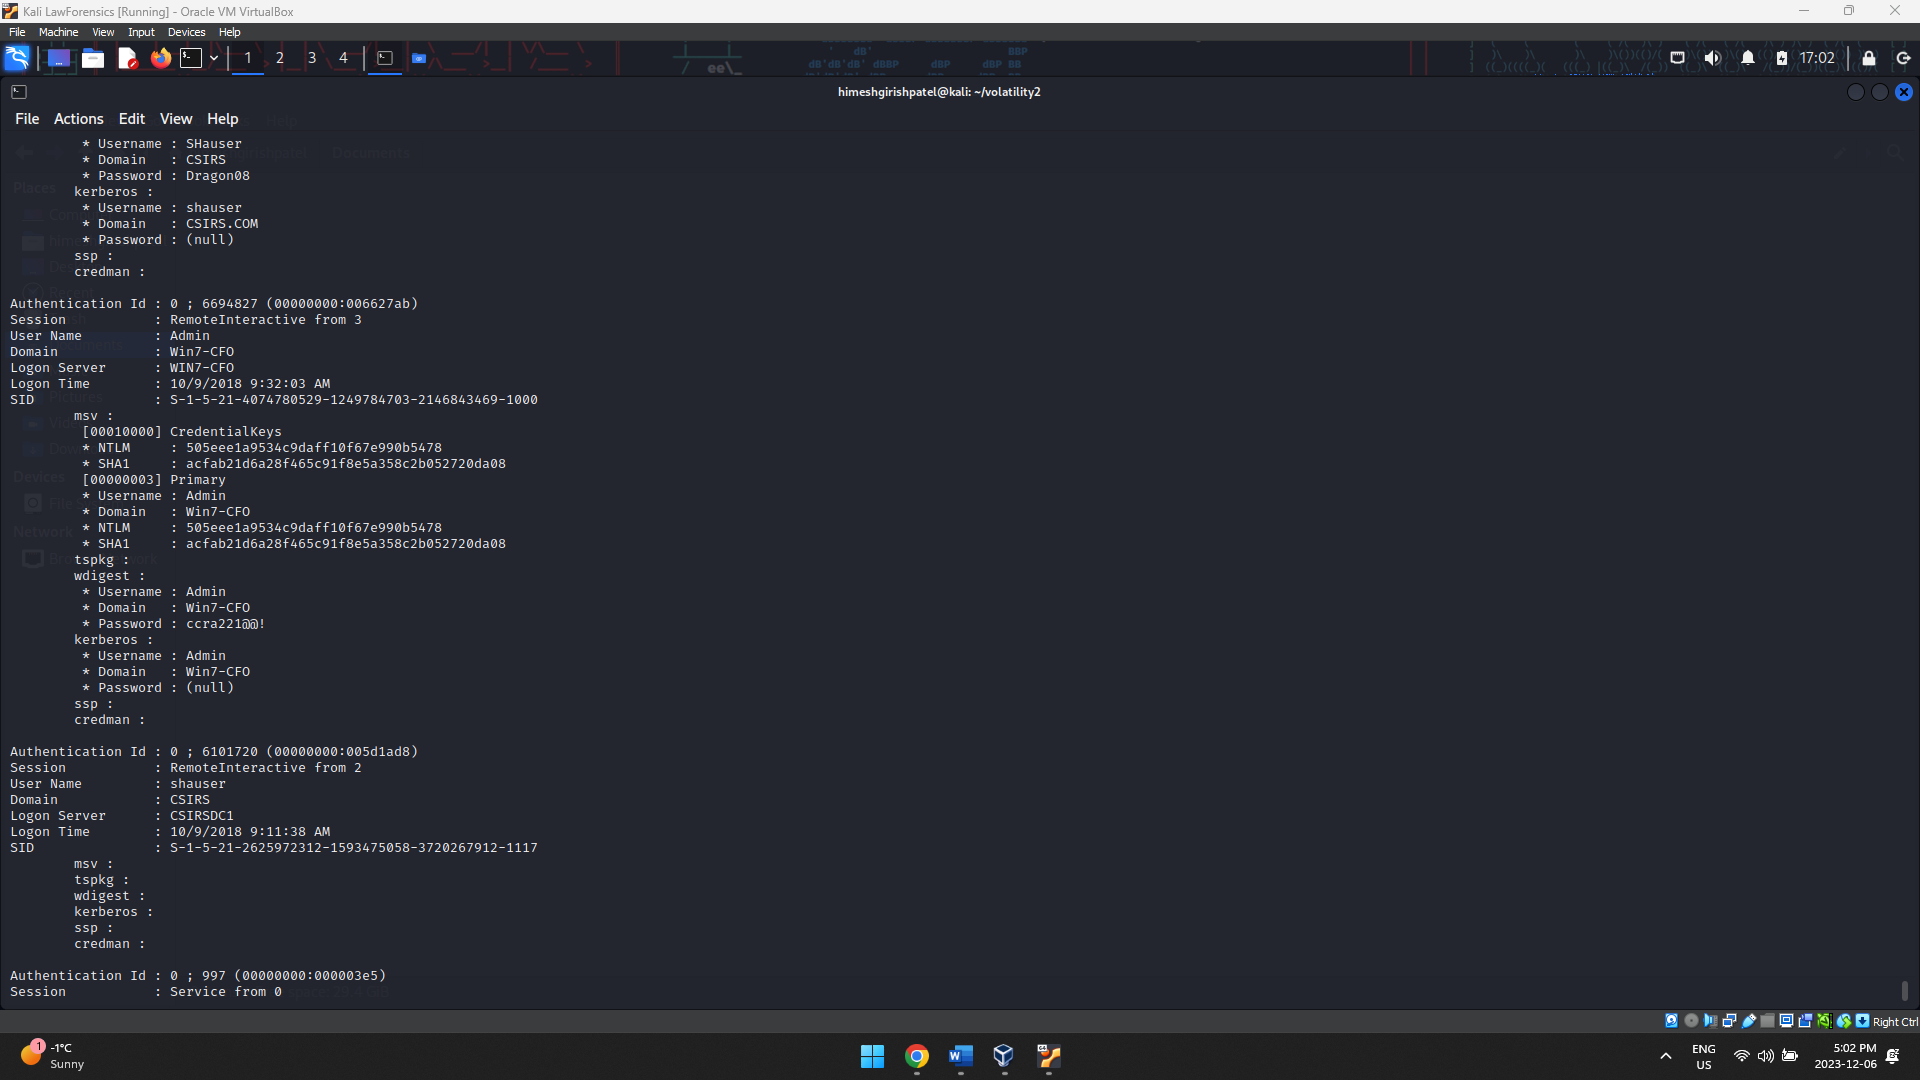 Kali LawForensics [Running] - Oracle VM VirtualBox
File Machine View Input Devices Help
1 2 3 4 17:02
himeshgirishpatel@kali: ~/volatility2
File Actions Edit View Help
* Username : SHauser
* Domain : CSIRS
* Password : Dragon08
kerberos :
* Username : shauser
* Domain : CSIRS.COM
* Password : (null)
ssp :
credman :
Authentication Id : 0 ; 6694827 (00000000:006627ab)
Session : RemoteInteractive from 3
User Name : Admin
Domain : Win7-CFO
Logon Server : WIN7-CFO
Logon Time : 10/9/2018 9:32:03 AM
SID : S-1-5-21-4074780529-1249784703-2146843469-1000
msv :
[00010000] CredentialKeys
* NTLM : 505eee1a9534c9daff10f67e990b5478
* SHA1 : acfab21d6a28f465c91f8e5a358c2b052720da08
[00000003] Primary
* Username : Admin
* Domain : Win7-CFO
* NTLM : 505eee1a9534c9daff10f67e990b5478
* SHA1 : acfab21d6a28f465c91f8e5a358c2b052720da08
tspkg :
wdigest :
* Username : Admin
* Domain : Win7-CFO
* Password : ccra221@@!
kerberos :
* Username : Admin
* Domain : Win7-CFO
* Password : (null)
ssp :
credman :
Authentication Id : 0 ; 6101720 (00000000:005d1ad8)
Session : RemoteInteractive from 2
User Name : shauser
Domain : CSIRS
Logon Server : CSIRSDC1
Logon Time : 10/9/2018 9:11:38 AM
SID : S-1-5-21-2625972312-1593475058-3720267912-1117
msv :
tspkg :
wdigest :
kerberos :
ssp :
credman :
Authentication Id : 0 ; 997 (00000000:000003e5)
Session : Service from 0
Right Ctrl
1
-1°C
Sunny
ENG
US
5:02 PM
2023-12-06